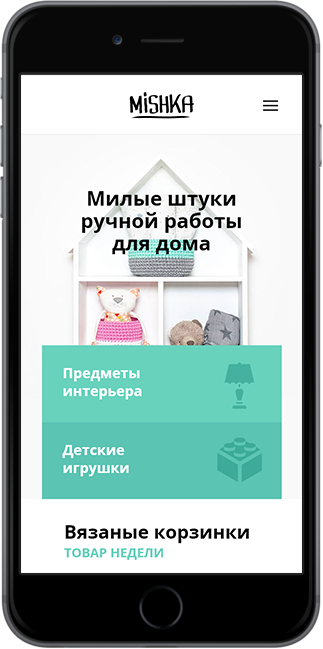 MiSHKA
Милые штуки
ручной работы
для дома
Предметы
интерьера
Детские
игрушки
Вязаные корзинки
ТОВАР НЕДЕЛИ